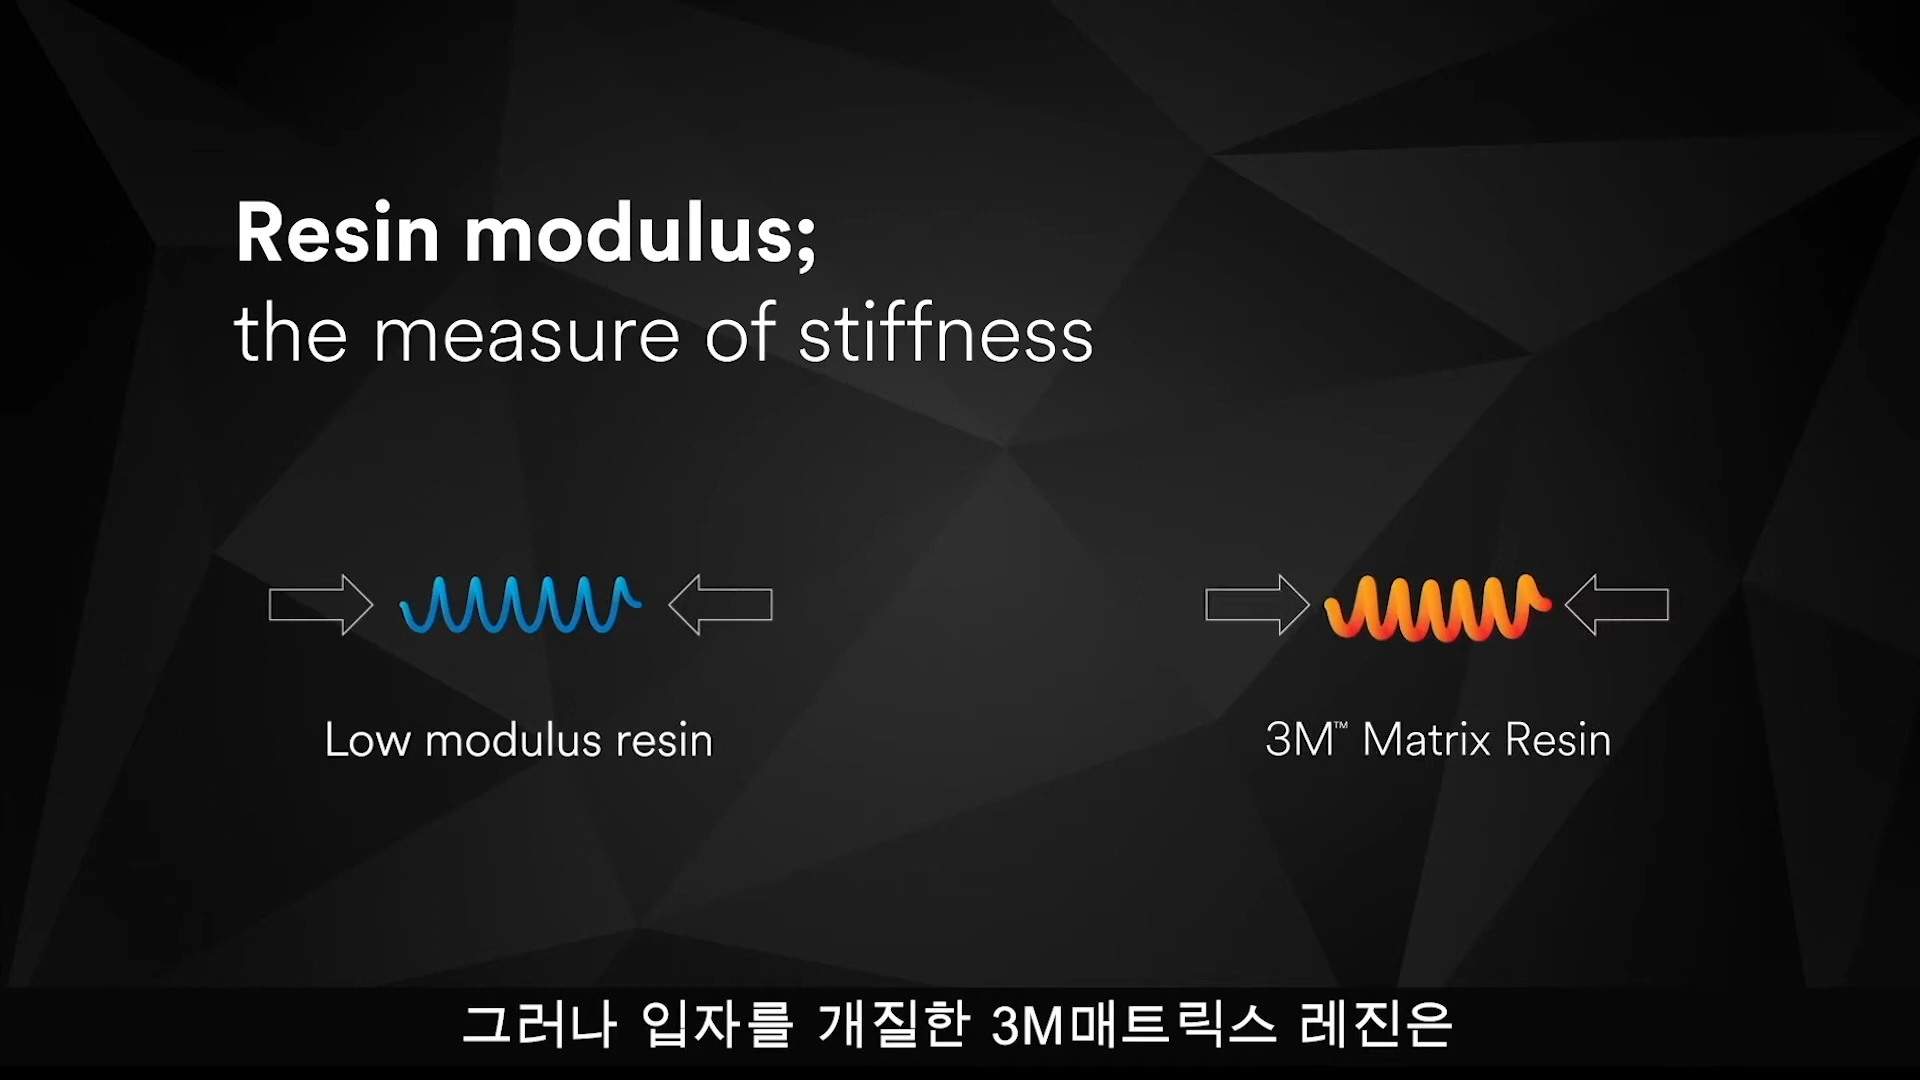 Resin modulus;
the measure of stiffness
Low modulus resin
3M™ Matrix Resin
그러나 입자를 개질한 3M매트릭스 레진은